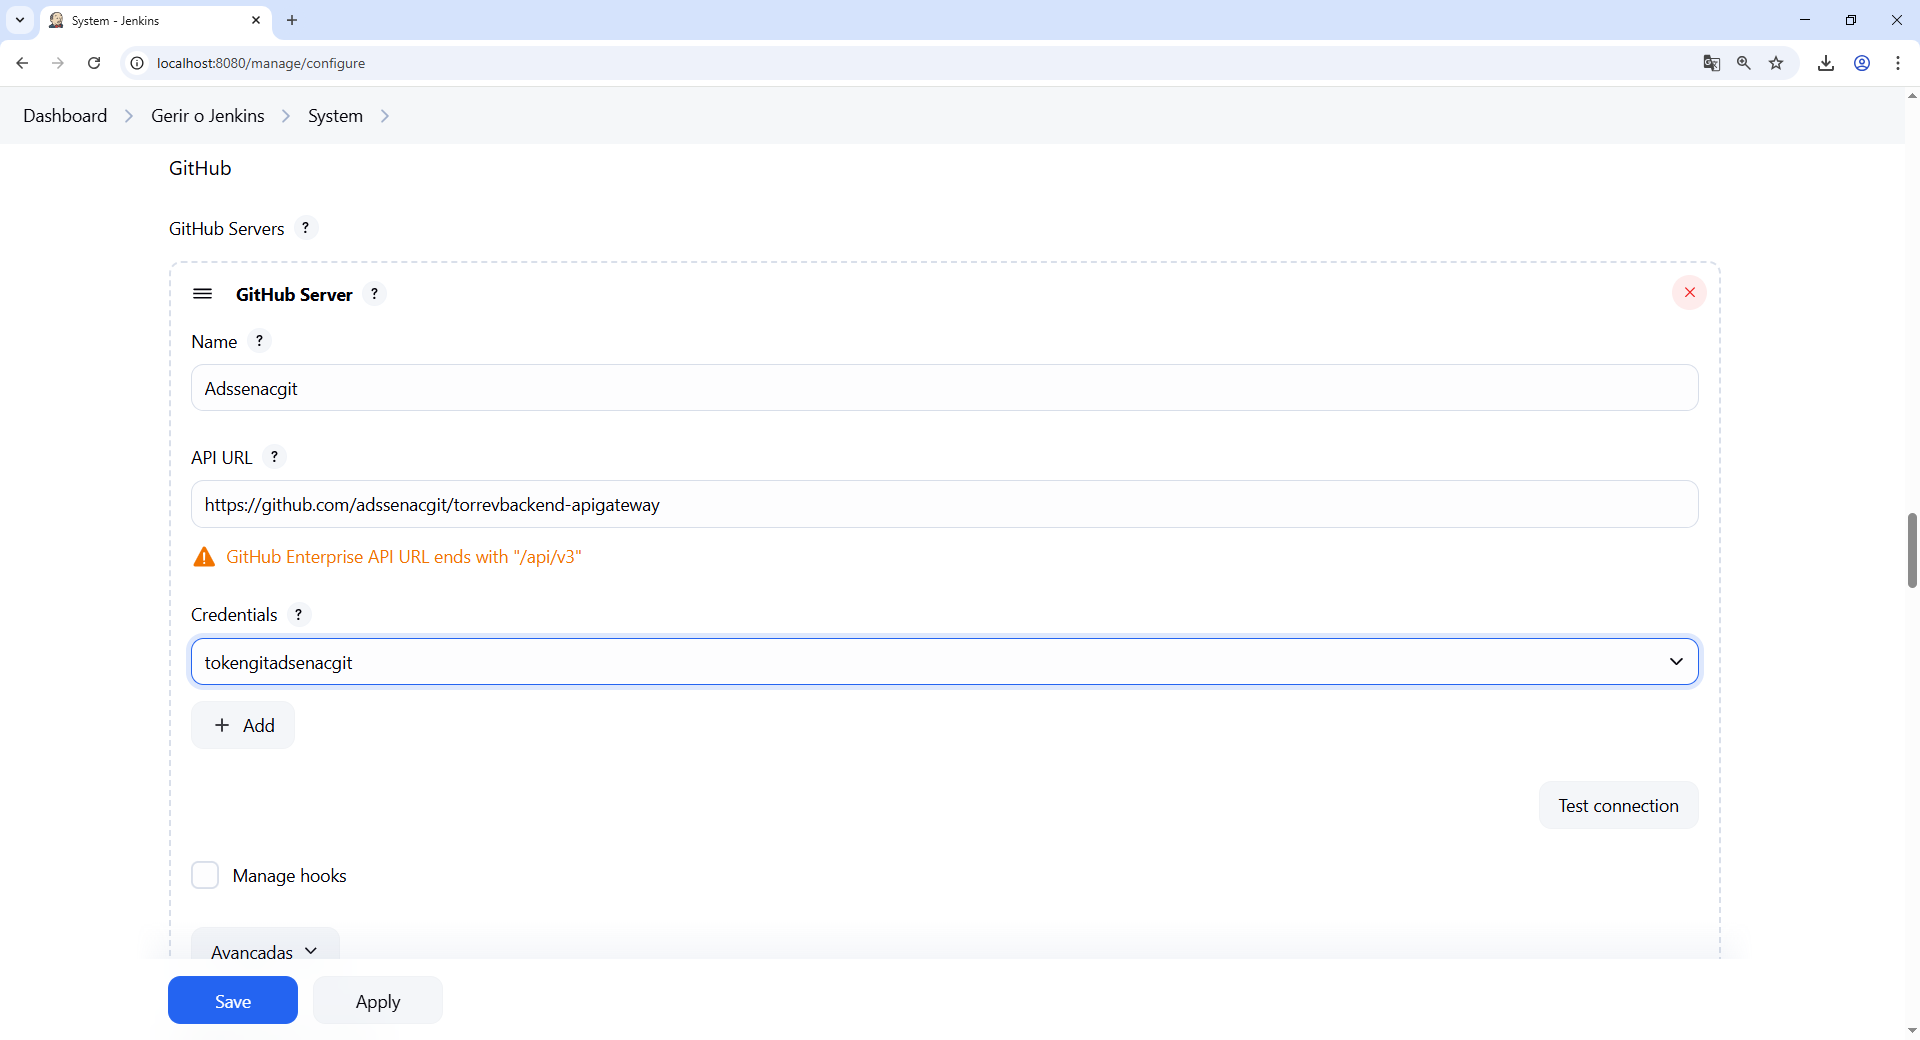 System - Jenkins
localhost:8080/manage/configure
Dashboard
Gerir o Jenkins
System
GitHub
GitHub Servers ?
GitHub Server ?
Name ?
Adssenacgit
API URL ?
https://github.com/adssenacgit/torrevbackend-apigateway
GitHub Enterprise API URL ends with "/api/v3"
Credentials ?
tokengitadsenacgit
+ Add
Test connection
Manage hooks
Avançadas
Save
Apply